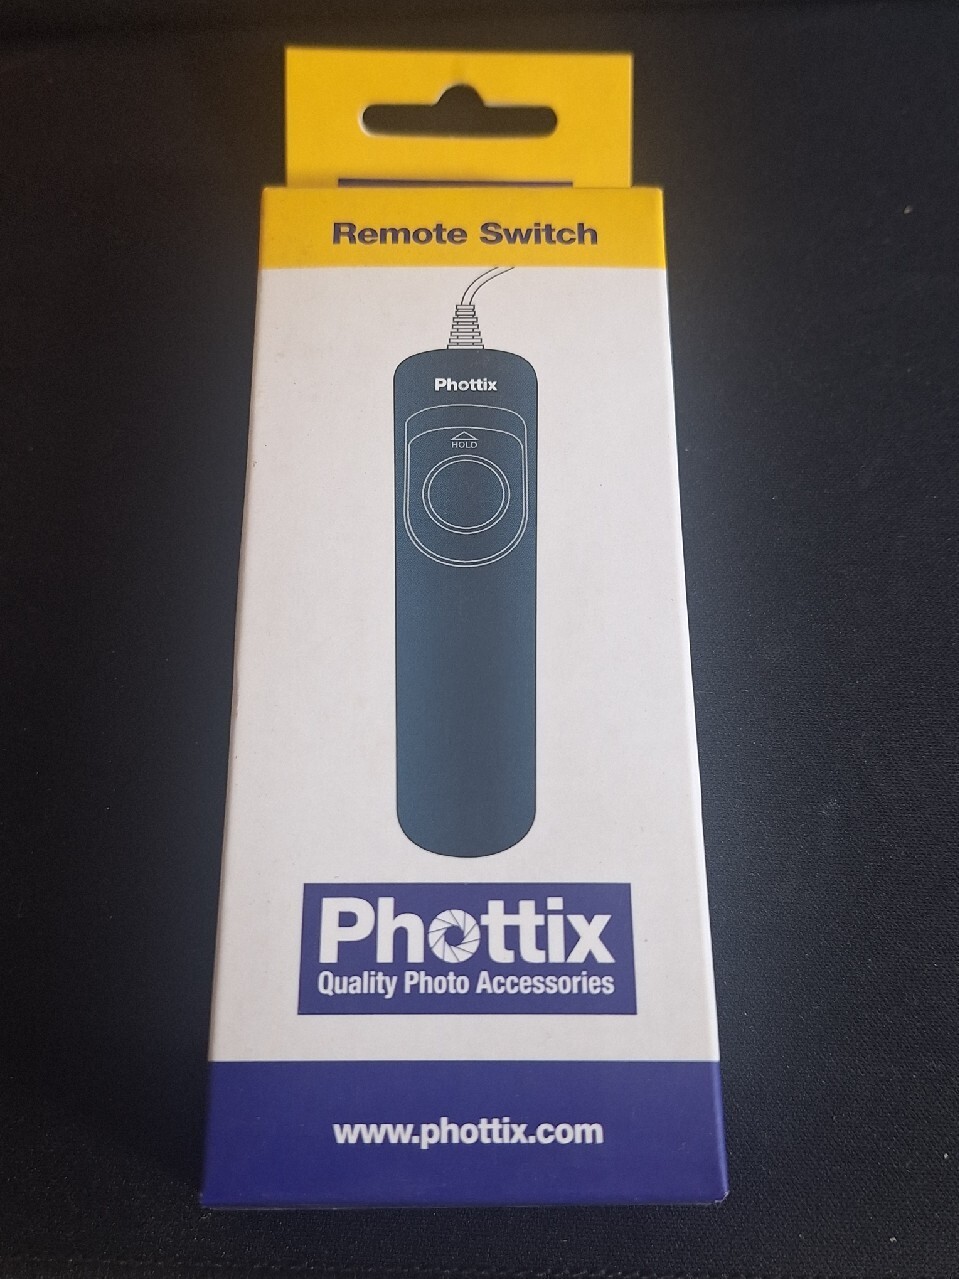 Remote Switch
Phottix
HOLD
Phottix
Quality Photo Accessories
www.phottix.com